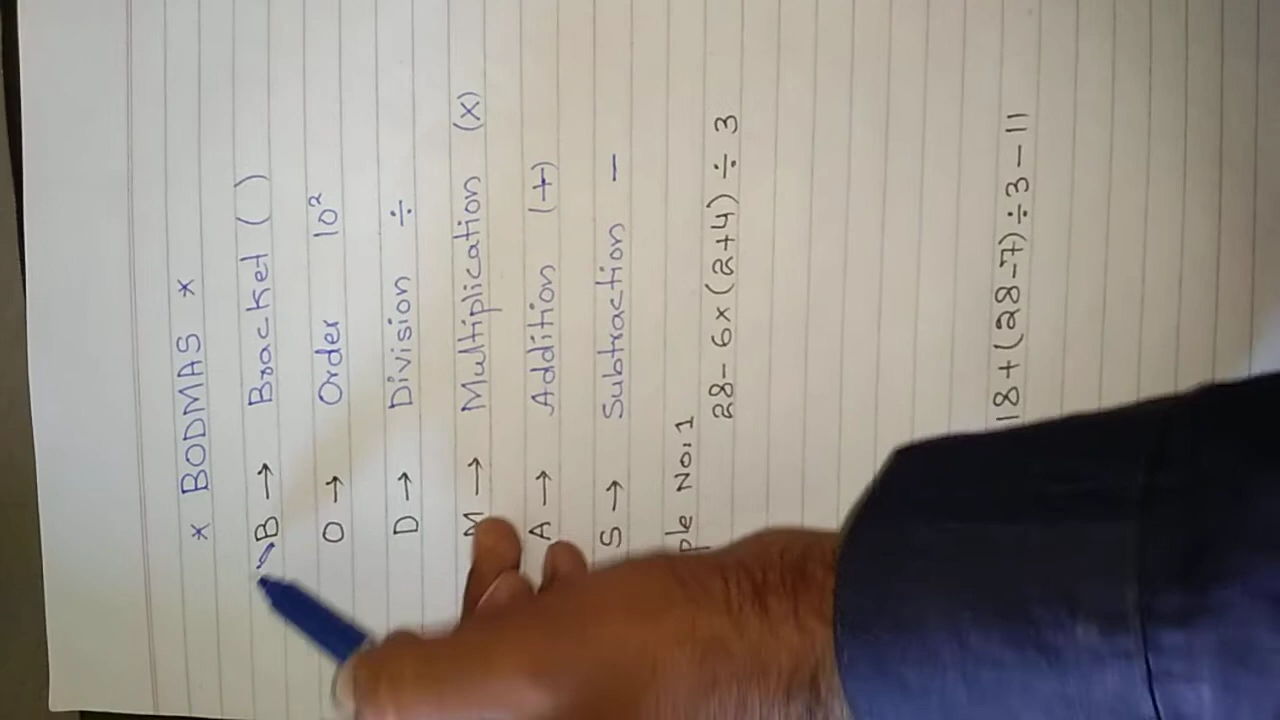 * BODMAS *
B → Bracket ( )
O → Order 10²
D → Division ÷
M → Multiplication (x)
A → Addition (+)
S → Subtraction -
ple No:1
28 - 6 x (2+4) ÷ 3
18 + (28-7) ÷ 3 - 11